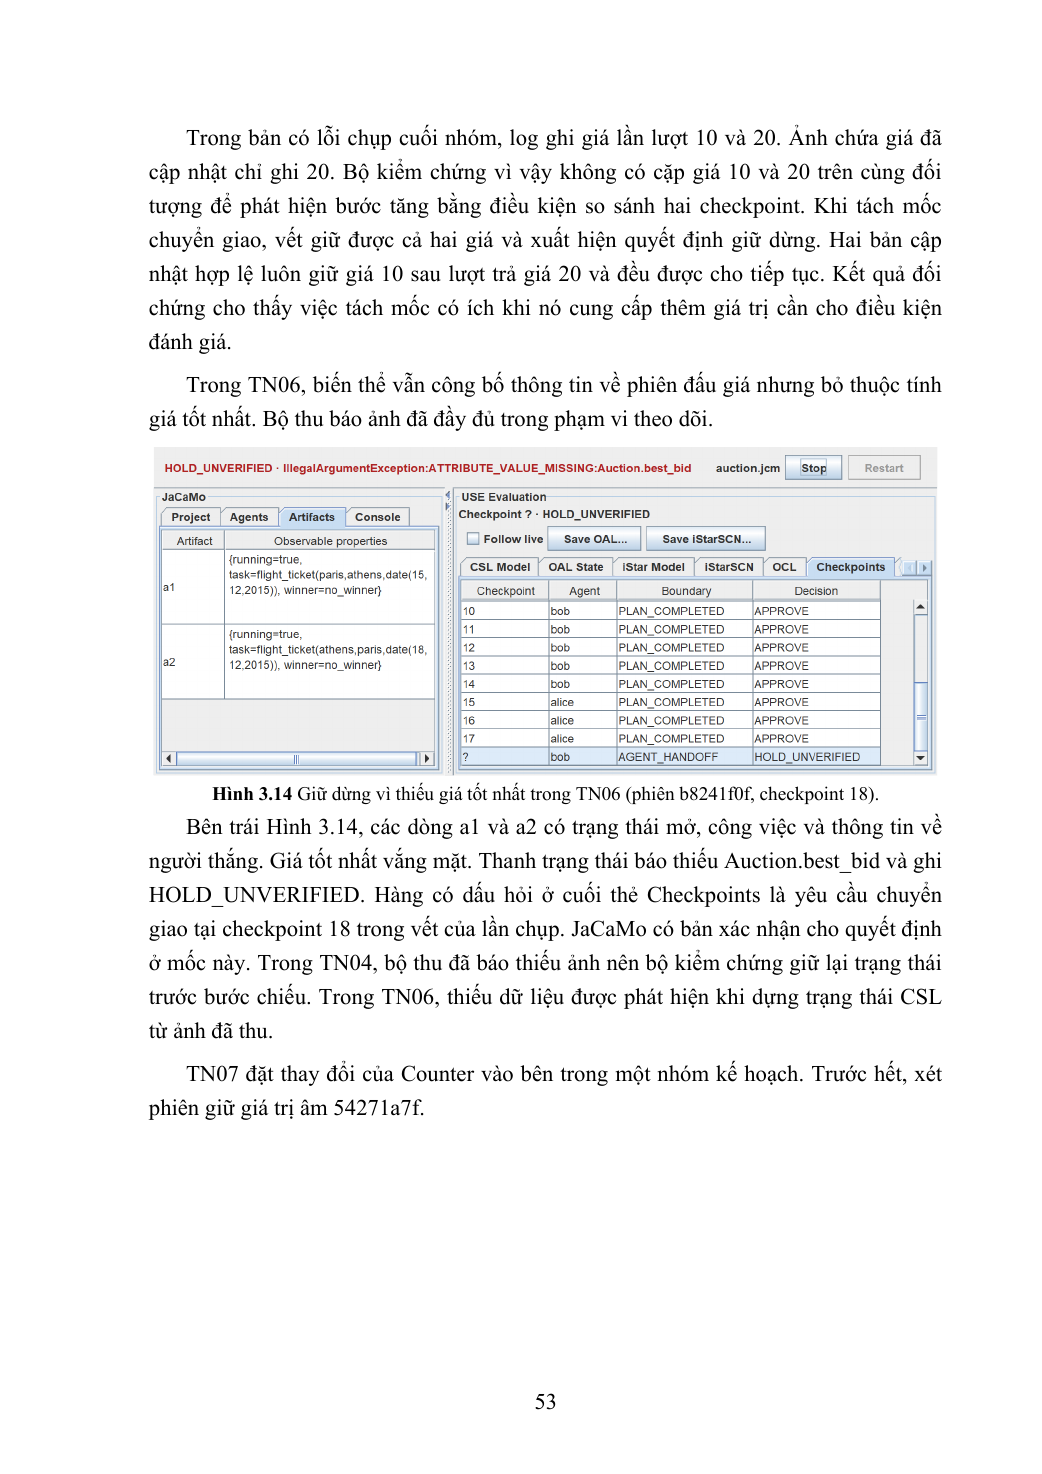 Trong bản có lỗi chụp cuối nhóm, log ghi giá lần lượt 10 và 20. Ảnh chứa giá đã
cập nhật chỉ ghi 20. Bộ kiểm chứng vì vậy không có cặp giá 10 và 20 trên cùng đối
tượng để phát hiện bước tăng bằng điều kiện so sánh hai checkpoint. Khi tách mốc
chuyển giao, vết giữ được cả hai giá và xuất hiện quyết định giữ dừng. Hai bản cập
nhật hợp lệ luôn giữ giá 10 sau lượt trả giá 20 và đều được cho tiếp tục. Kết quả đối
chứng cho thấy việc tách mốc có ích khi nó cung cấp thêm giá trị cần cho điều kiện
đánh giá.
Trong TN06, biến thể vẫn công bố thông tin về phiên đấu giá nhưng bỏ thuộc tính
giá tốt nhất. Bộ thu báo ảnh đã đầy đủ trong phạm vi theo dõi.
HOLD_UNVERIFIED · IllegalArgumentException:ATTRIBUTE_VALUE_MISSING:Auction.best_bid auction.jcm Stop Restart
JaCaMo
Project Agents Artifacts Console
Artifact Observable properties
a1
{running=true,
task=flight_ticket(paris,athens,date(15,
12,2015)), winner=no_winner}
a2
{running=true,
task=flight_ticket(athens,paris,date(18,
12,2015)), winner=no_winner}
USE Evaluation
Checkpoint ? · HOLD_UNVERIFIED
Follow live Save OAL... Save iStarSCN...
CSL Model OAL State iStar Model iStarSCN OCL Checkpoints
Checkpoint Agent Boundary Decision
10 bob PLAN_COMPLETED APPROVE
11 bob PLAN_COMPLETED APPROVE
12 bob PLAN_COMPLETED APPROVE
13 bob PLAN_COMPLETED APPROVE
14 bob PLAN_COMPLETED APPROVE
15 alice PLAN_COMPLETED APPROVE
16 alice PLAN_COMPLETED APPROVE
17 alice PLAN_COMPLETED APPROVE
? bob AGENT_HANDOFF HOLD_UNVERIFIED
Hình 3.14 Giữ dừng vì thiếu giá tốt nhất trong TN06 (phiên b8241f0f, checkpoint 18).
Bên trái Hình 3.14, các dòng a1 và a2 có trạng thái mở, công việc và thông tin về
người thắng. Giá tốt nhất vắng mặt. Thanh trạng thái báo thiếu Auction.best_bid và ghi
HOLD_UNVERIFIED. Hàng có dấu hỏi ở cuối thẻ Checkpoints là yêu cầu chuyển
giao tại checkpoint 18 trong vết của lần chụp. JaCaMo có bản xác nhận cho quyết định
ở mốc này. Trong TN04, bộ thu đã báo thiếu ảnh nên bộ kiểm chứng giữ lại trạng thái
trước bước chiếu. Trong TN06, thiếu dữ liệu được phát hiện khi dựng trạng thái CSL
từ ảnh đã thu.
TN07 đặt thay đổi của Counter vào bên trong một nhóm kế hoạch. Trước hết, xét
phiên giữ giá trị âm 54271a7f.
53